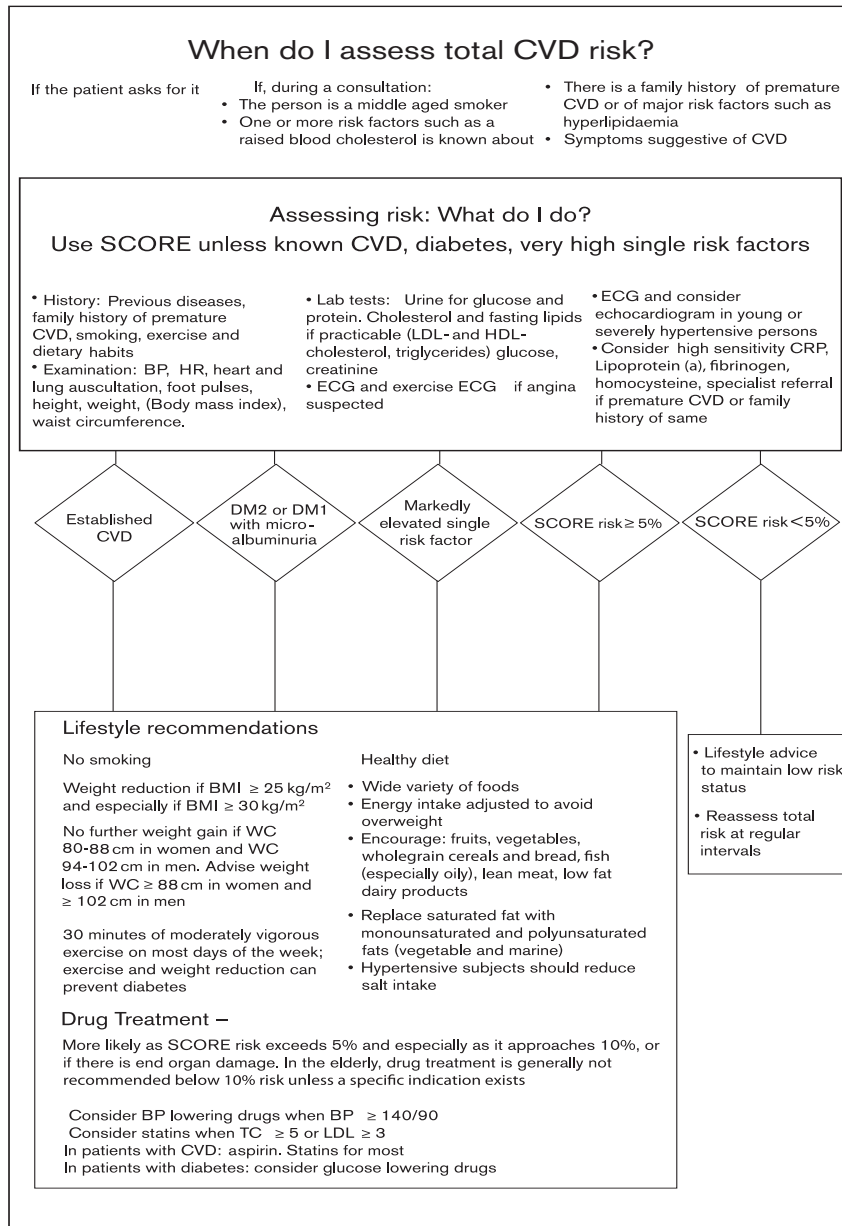 When do I assess total CVD risk?
If the patient asks for it
If, during a consultation:
• The person is a middle aged smoker
• One or more risk factors such as a
raised blood cholesterol is known about
• There is a family history of premature
CVD or of major risk factors such as
hyperlipidaemia
• Symptoms suggestive of CVD
Assessing risk: What do I do?
Use SCORE unless known CVD, diabetes, very high single risk factors
• History: Previous diseases,
family history of premature
CVD, smoking, exercise and
dietary habits
• Examination: BP, HR, heart and
lung auscultation, foot pulses,
height, weight, (Body mass index),
waist circumference.
• Lab tests: Urine for glucose and
protein. Cholesterol and fasting lipids
if practicable (LDL- and HDL-
cholesterol, triglycerides) glucose,
creatinine
• ECG and exercise ECG if angina
suspected
• ECG and consider
echocardiogram in young or
severely hypertensive persons
• Consider high sensitivity CRP,
Lipoprotein (a), fibrinogen,
homocysteine, specialist referral
if premature CVD or family
history of same
Established
CVD
DM2 or DM1
with micro-
albuminuria
Markedly
elevated single
risk factor
SCORE risk ≥ 5%
SCORE risk <5%
Lifestyle recommendations
No smoking
Weight reduction if BMI ≥ 25 kg/m²
and especially if BMI ≥ 30 kg/m²
No further weight gain if WC
80-88 cm in women and WC
94-102 cm in men. Advise weight
loss if WC ≥ 88 cm in women and
≥ 102 cm in men
30 minutes of moderately vigorous
exercise on most days of the week;
exercise and weight reduction can
prevent diabetes
Healthy diet
• Wide variety of foods
• Energy intake adjusted to avoid
overweight
• Encourage: fruits, vegetables,
wholegrain cereals and bread, fish
(especially oily), lean meat, low fat
dairy products
• Replace saturated fat with
monounsaturated and polyunsaturated
fats (vegetable and marine)
• Hypertensive subjects should reduce
salt intake
Drug Treatment –
More likely as SCORE risk exceeds 5% and especially as it approaches 10%, or
if there is end organ damage. In the elderly, drug treatment is generally not
recommended below 10% risk unless a specific indication exists
Consider BP lowering drugs when BP ≥ 140/90
Consider statins when TC ≥ 5 or LDL ≥ 3
In patients with CVD: aspirin. Statins for most
In patients with diabetes: consider glucose lowering drugs
• Lifestyle advice
to maintain low risk
status
• Reassess total
risk at regular
intervals